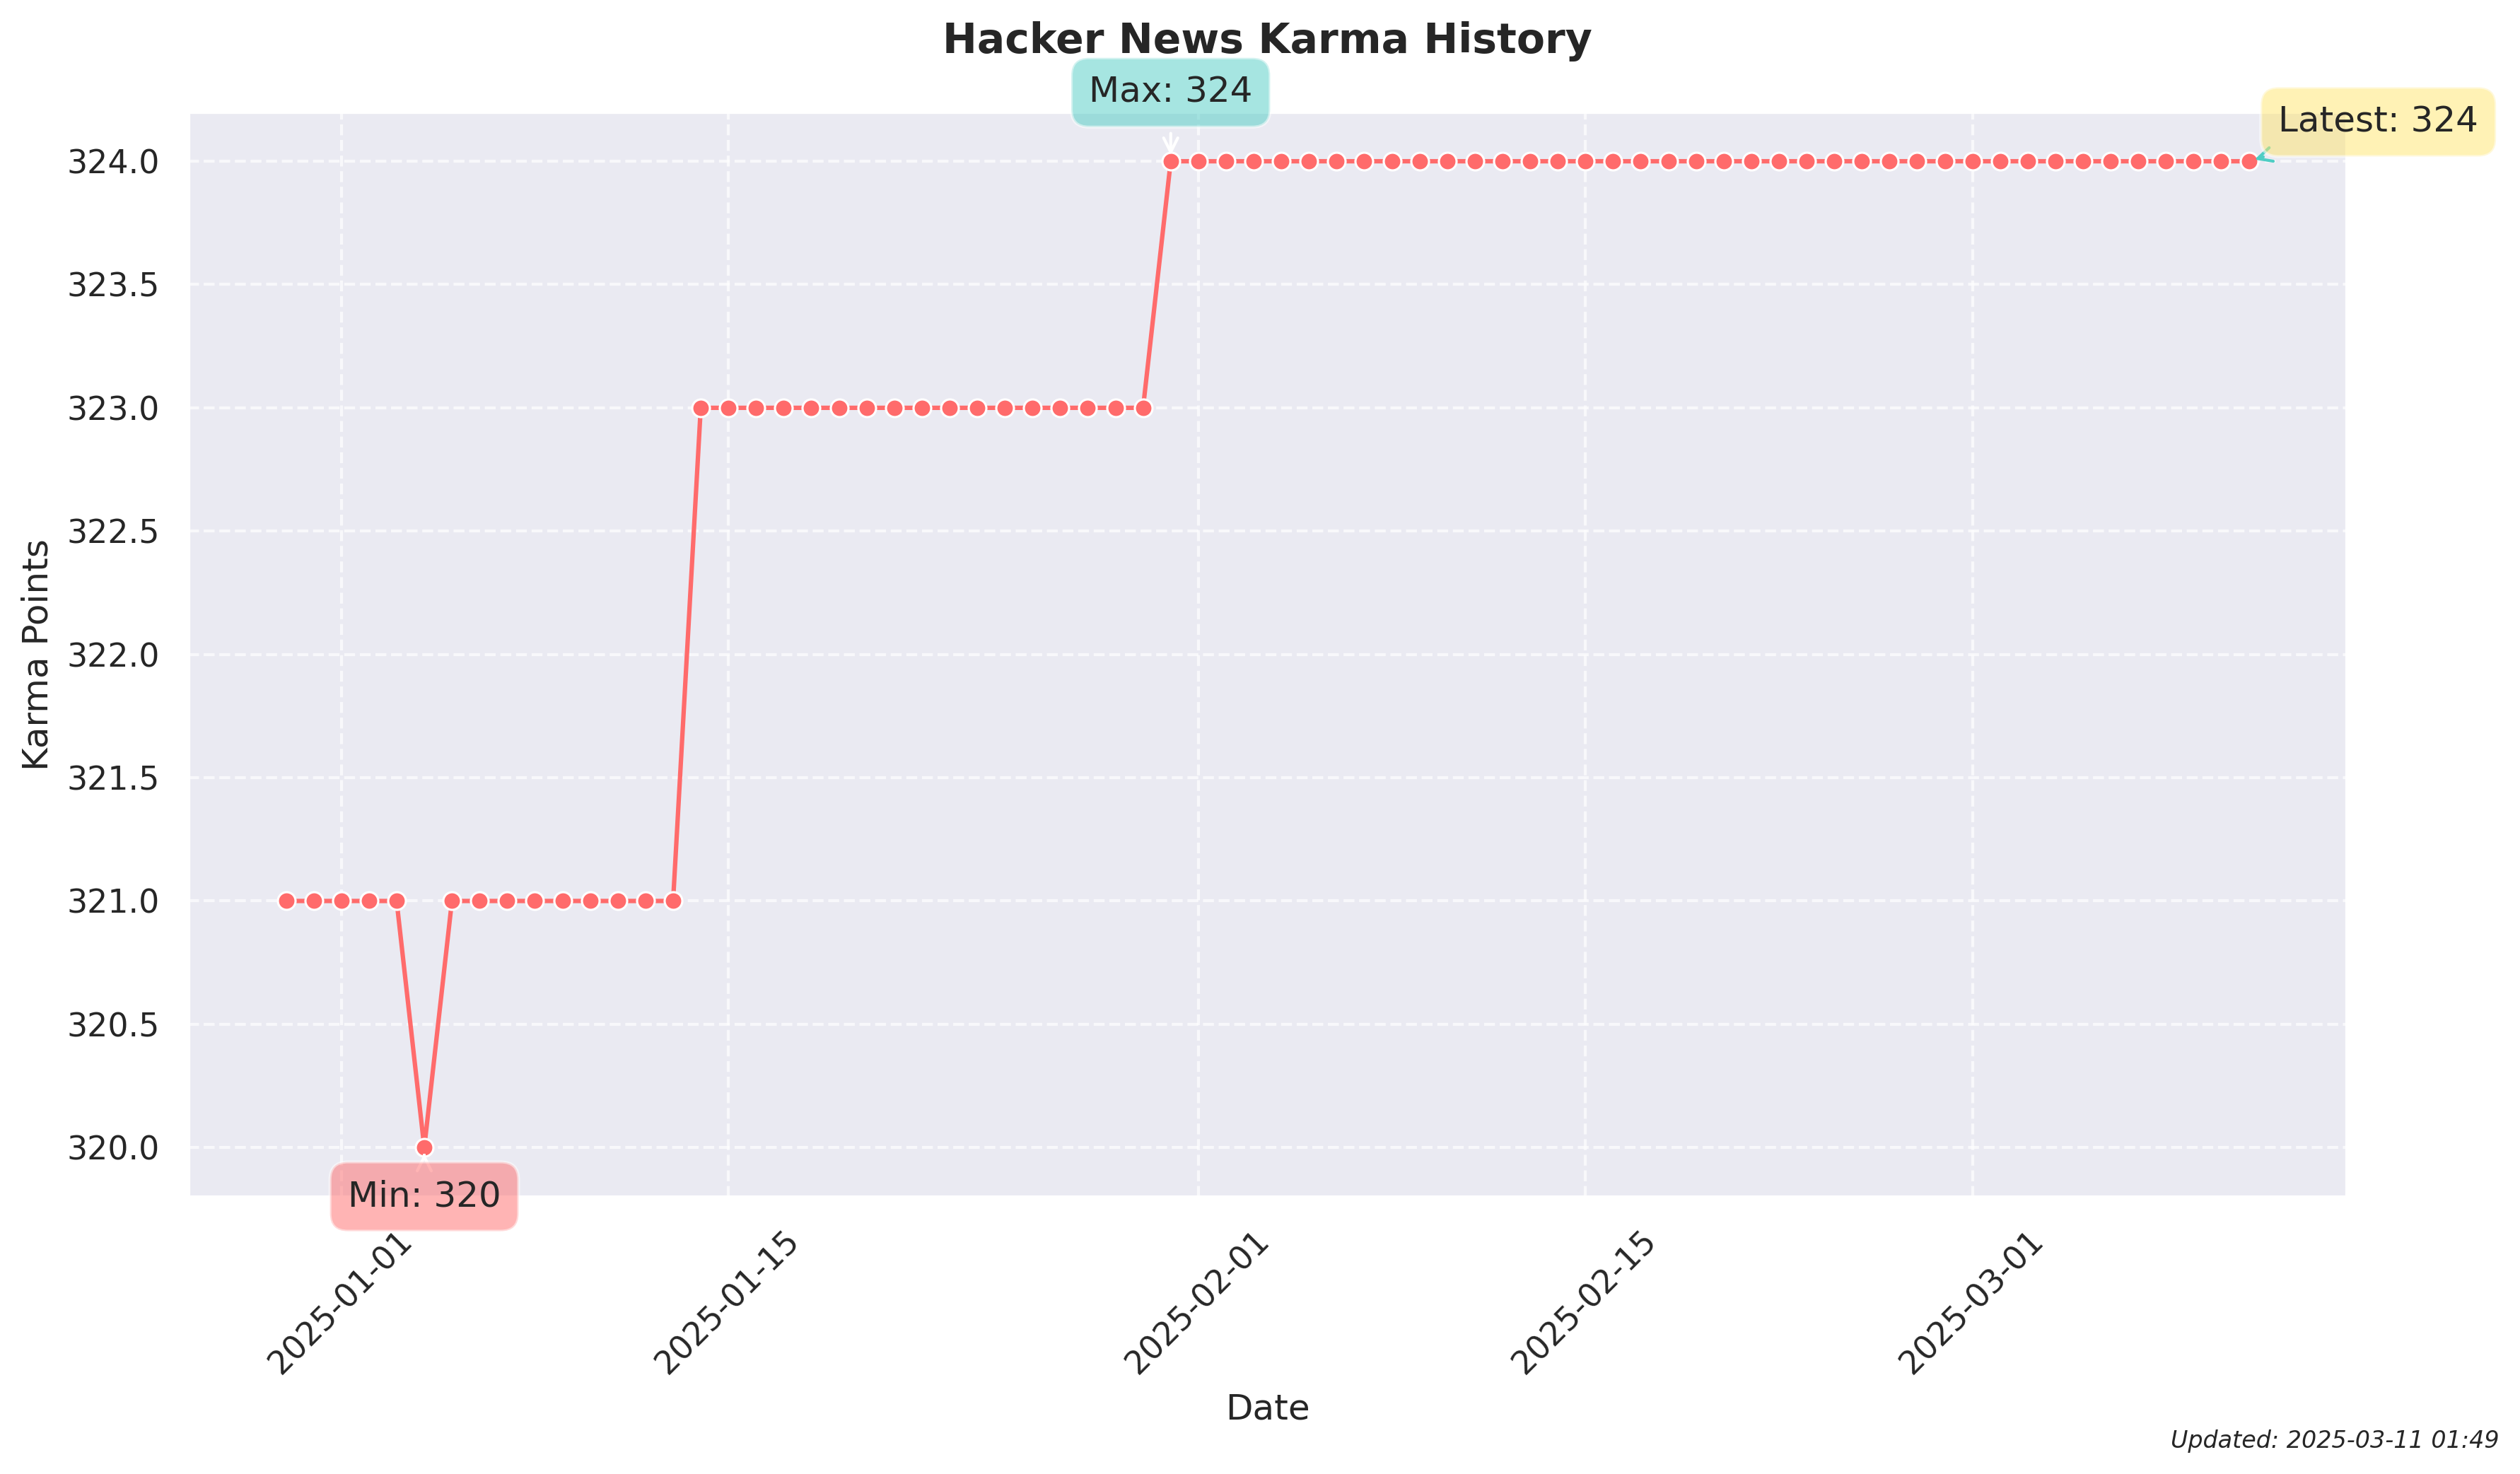 Hacker News Karma History
Max: 324
Latest: 324
324.0
323.5
323.0
322.5
322.0
321.5
321.0
320.5
320.0
Karma Points
Min: 320
2025-01-01
2025-01-15
2025-02-01
2025-02-15
2025-03-01
Date
Updated: 2025-03-11 01:49